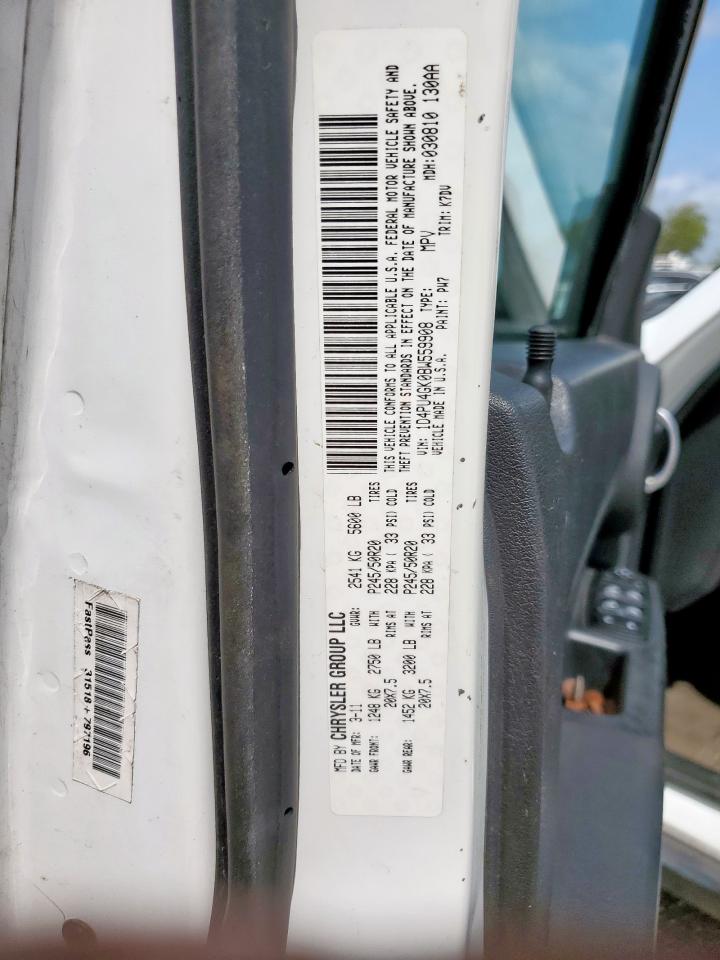 MFD BY CHRYSLER GROUP LLC
DATE OF MFR: 3-11 GVWR: 2541 KG 5600 LB
GAWR FRONT: 1248 KG 2750 LB WITH P245/50R20 TIRES
20X7.5 RIMS AT 228 KPA ( 33 PSI) COLD
GAWR REAR: 1452 KG 3200 LB WITH P245/50R20 TIRES
20X7.5 RIMS AT 228 KPA ( 33 PSI) COLD
THIS VEHICLE CONFORMS TO ALL APPLICABLE U.S.A. FEDERAL MOTOR VEHICLE SAFETY AND
THEFT PREVENTION STANDARDS IN EFFECT ON THE DATE OF MANUFACTURE SHOWN ABOVE.
VIN: 1D4PU4GK0BW559908 TYPE: MPV MDH: 030810 130AA
VEHICLE MADE IN U.S.A. PAINT: PW7 TRIM: K7DV
FastPass 31518 + 797196